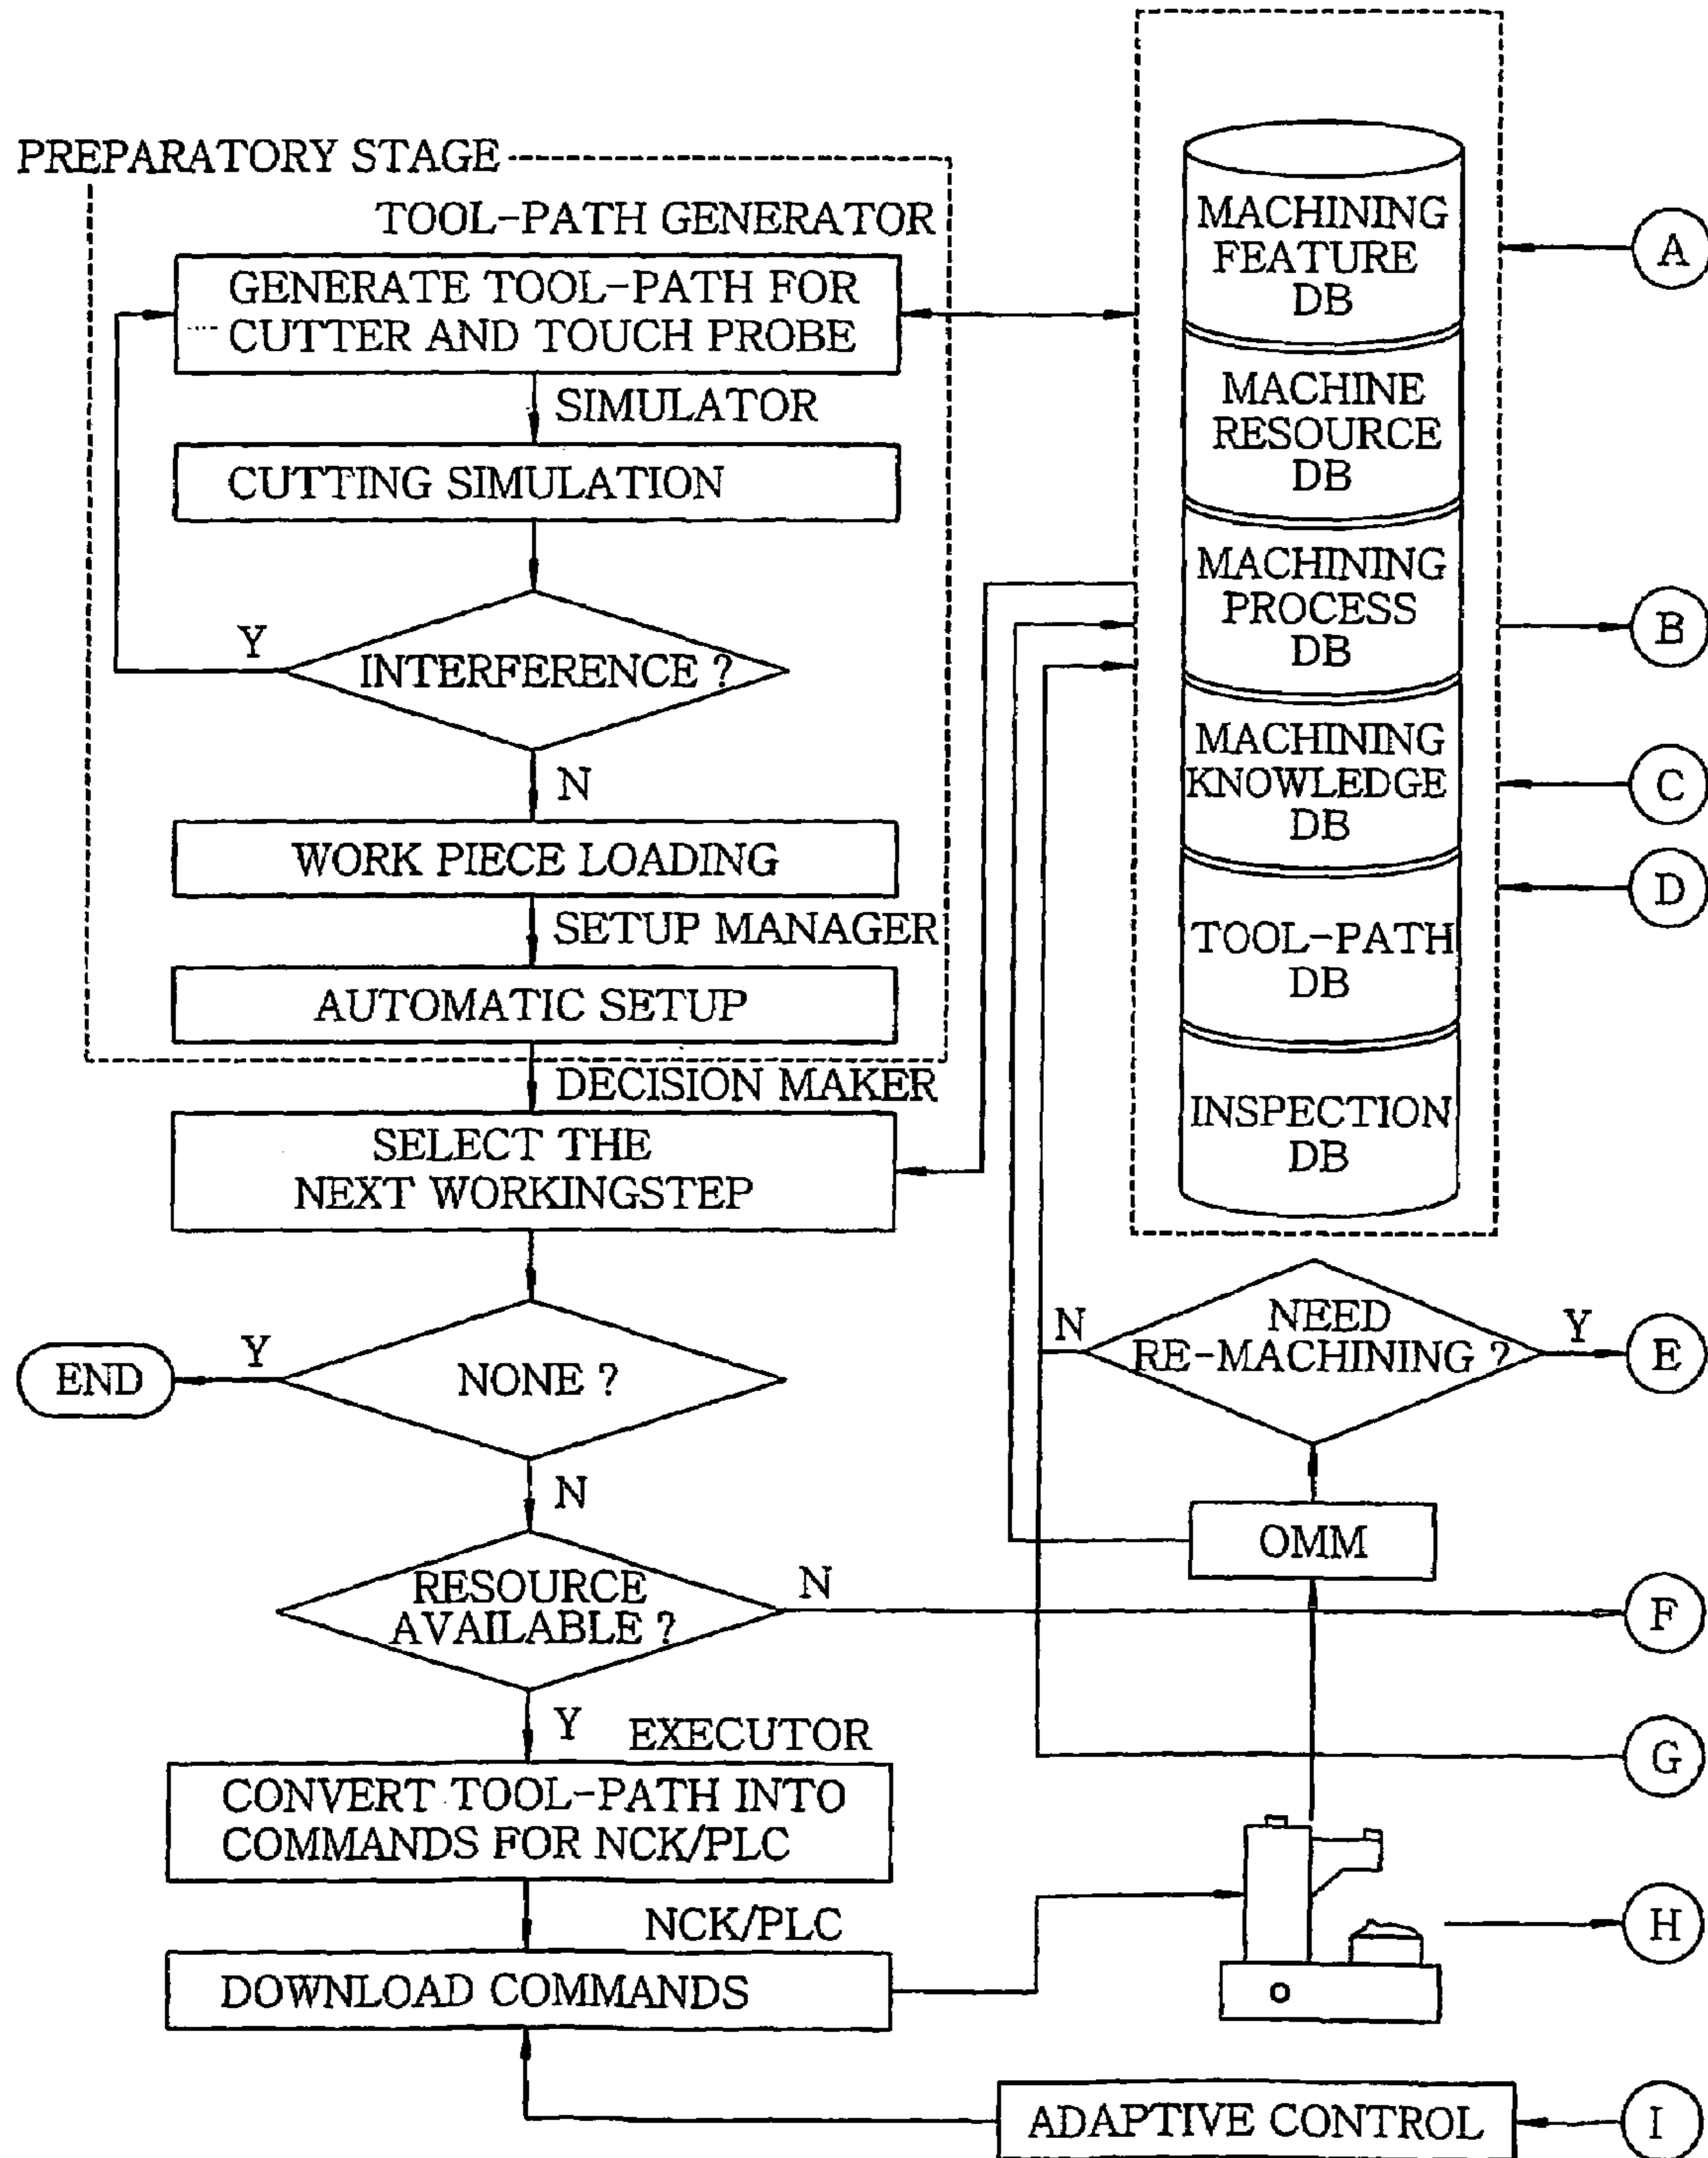 PREPARATORY STAGE
TOOL-PATH GENERATOR
GENERATE TOOL-PATH FOR
CUTTER AND TOUCH PROBE
SIMULATOR
CUTTING SIMULATION
Y
INTERFERENCE ?
N
WORK PIECE LOADING
SETUP MANAGER
AUTOMATIC SETUP
DECISION MAKER
SELECT THE
NEXT WORKINGSTEP
END
Y
NONE ?
N
RESOURCE
AVAILABLE ?
N
Y
EXECUTOR
CONVERT TOOL-PATH INTO
COMMANDS FOR NCK/PLC
NCK/PLC
DOWNLOAD COMMANDS
MACHINING
FEATURE
DB
MACHINE
RESOURCE
DB
MACHINING
PROCESS
DB
MACHINING
KNOWLEDGE
DB
TOOL-PATH
DB
INSPECTION
DB
N
NEED
RE-MACHINING ?
Y
OMM
ADAPTIVE CONTROL
A
B
C
D
E
F
G
H
I